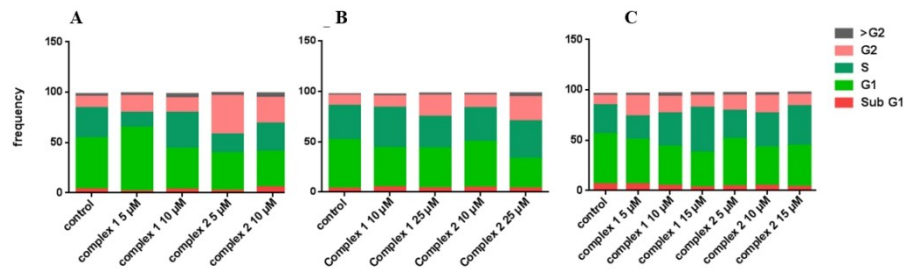 A
B
C
frequency
150
100
50
0
control
complex 1 5 µM
complex 1 10 µM
complex 2 5 µM
complex 2 10 µM
150
100
50
0
control
Complex 1 10 µM
Complex 1 25 µM
Complex 2 10 µM
Complex 2 25 µM
150
100
50
0
control
complex 1 5 µM
complex 1 10 µM
complex 1 15 µM
complex 2 5 µM
complex 2 10 µM
complex 2 15 µM
>G2
G2
S
G1
Sub G1